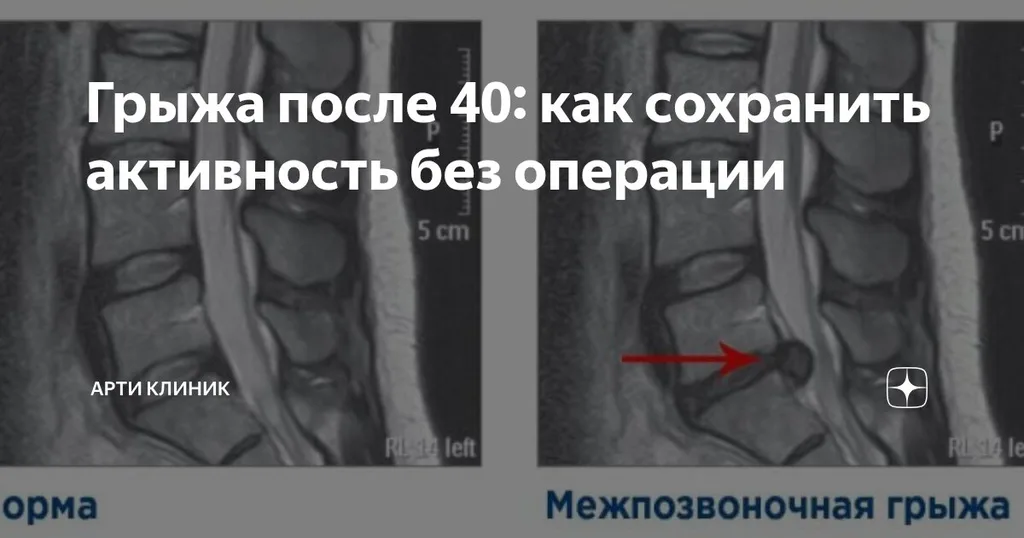 Грыжа после 40: как сохранить
активность без операции
P
P
5 cm
5 cm
АРТИ КЛИНИК
RL 14 left
RL 14 le
орма
Межпозвоночная грыжа